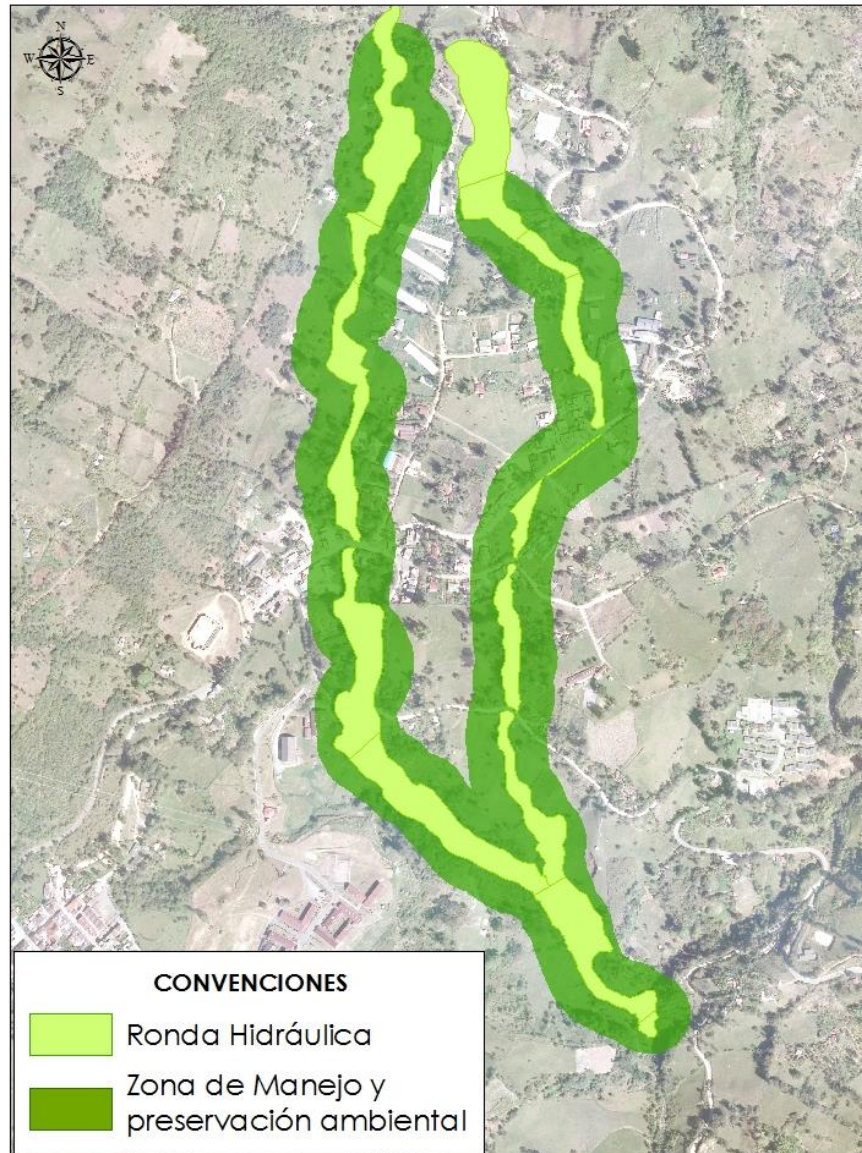 N
W E
S
CONVENCIONES
Ronda Hidráulica
Zona de Manejo y
preservación ambiental